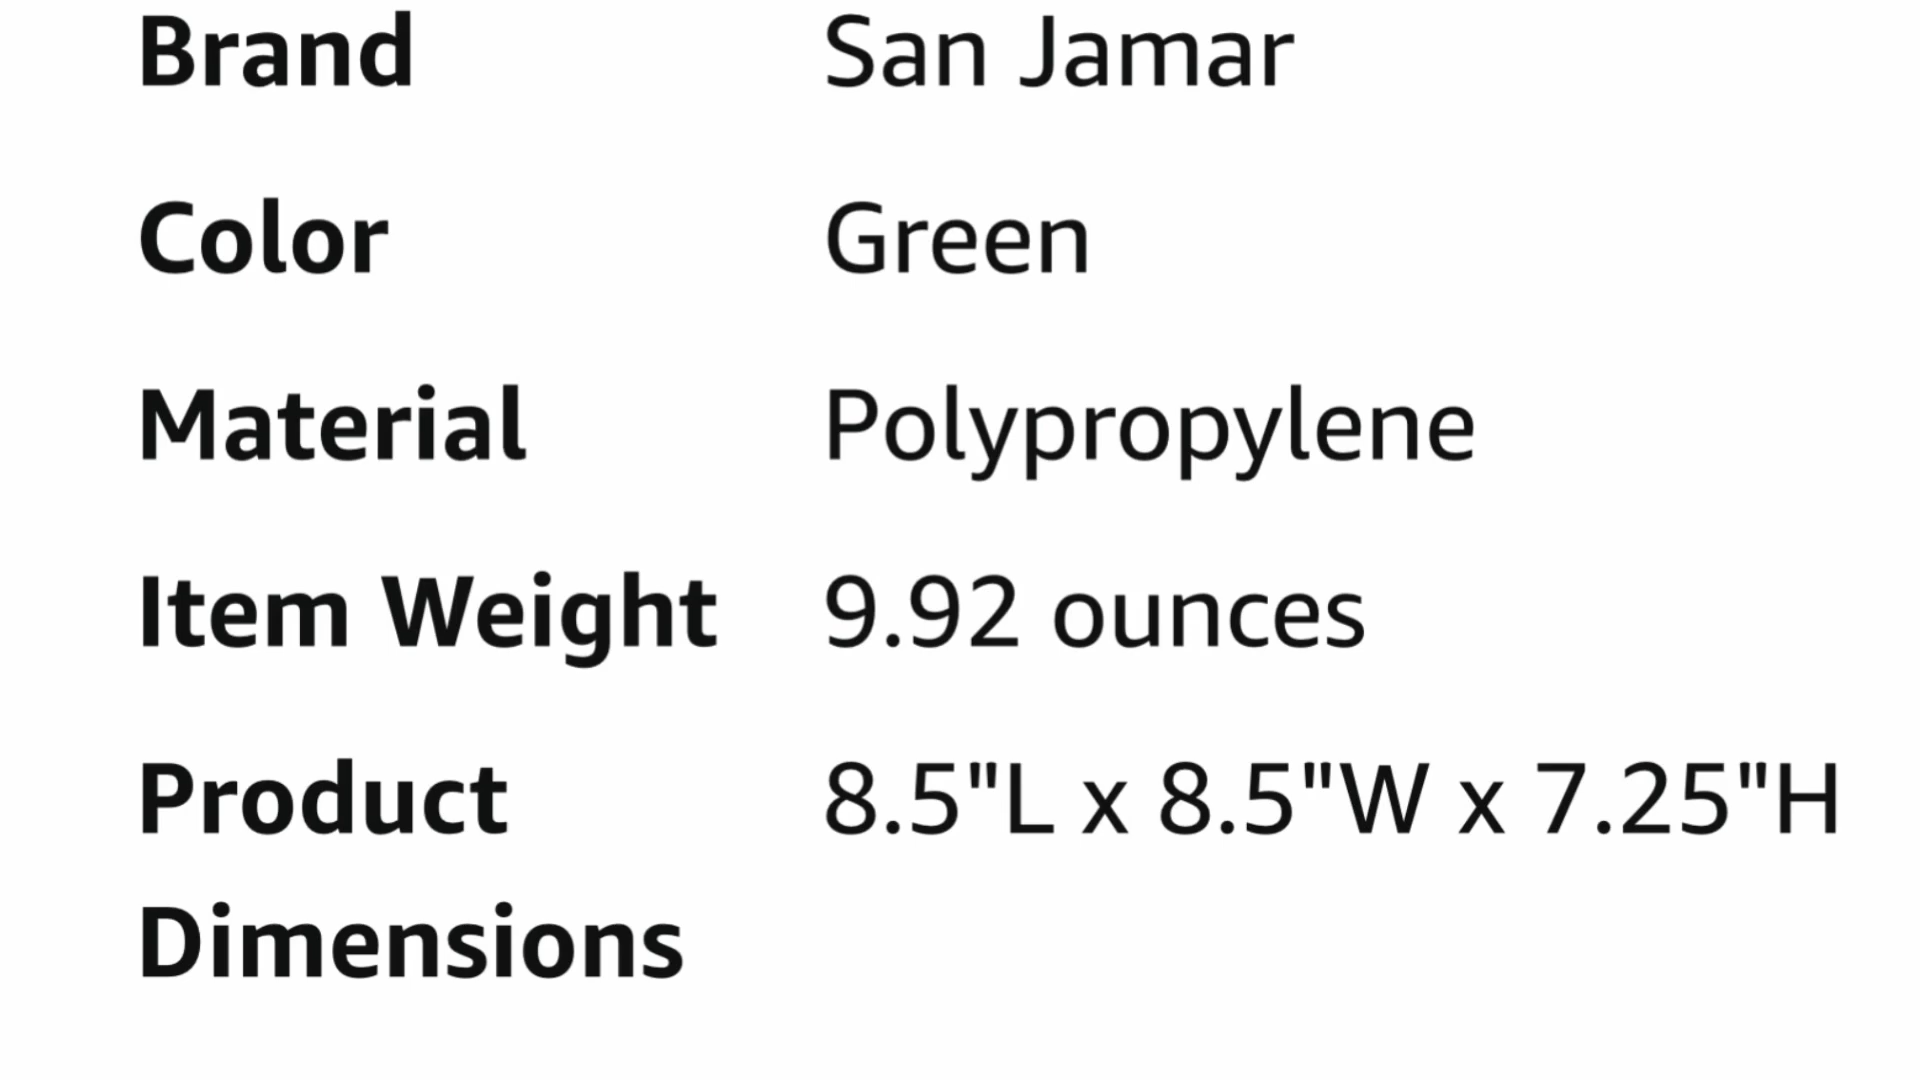 Brand San Jamar
Color Green
Material Polypropylene
Item Weight 9.92 ounces
Product 8.5"L x 8.5"W x 7.25"H
Dimensions